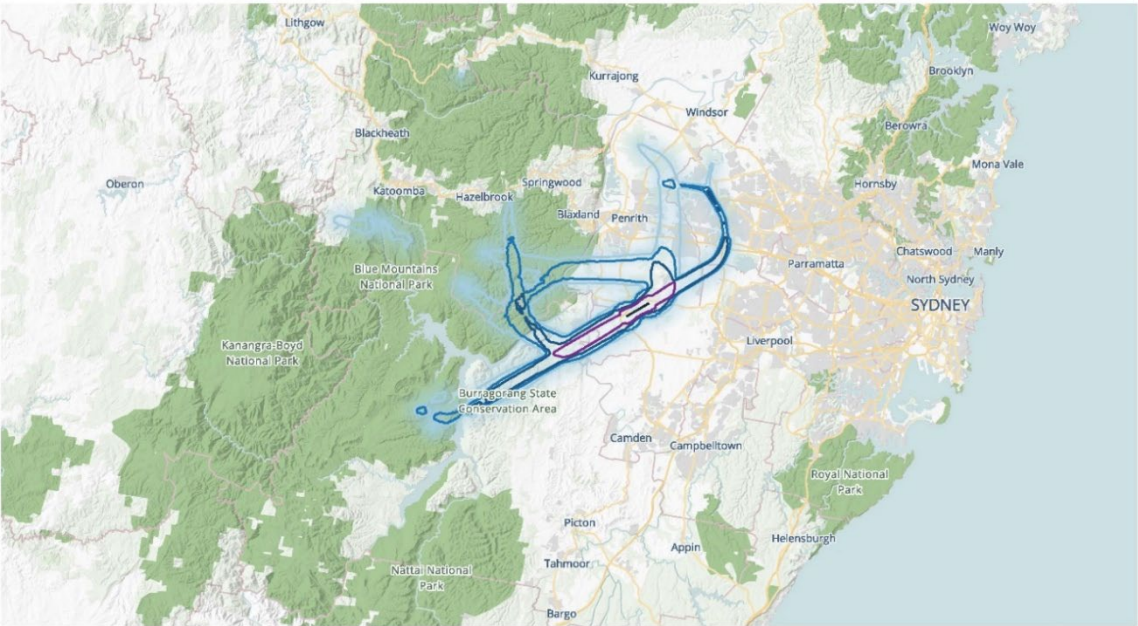 Lithgow
Woy Woy
Kurrajong
Brooklyn
Windsor
Blackheath
Berowra
Mona Vale
Oberon
Katoomba
Hazelbrook
Springwood
Hornsby
Blaxland
Penrith
Chatswood
Manly
Parramatta
Blue Mountains
National Park
North Sydney
SYDNEY
Liverpool
Kanangra-Boyd
National Park
Burragorang State
Conservation Area
Camden
Campbelltown
Royal National
Park
Picton
Appin
Helensburgh
Tahmoor
Nattai National
Park
Bargo